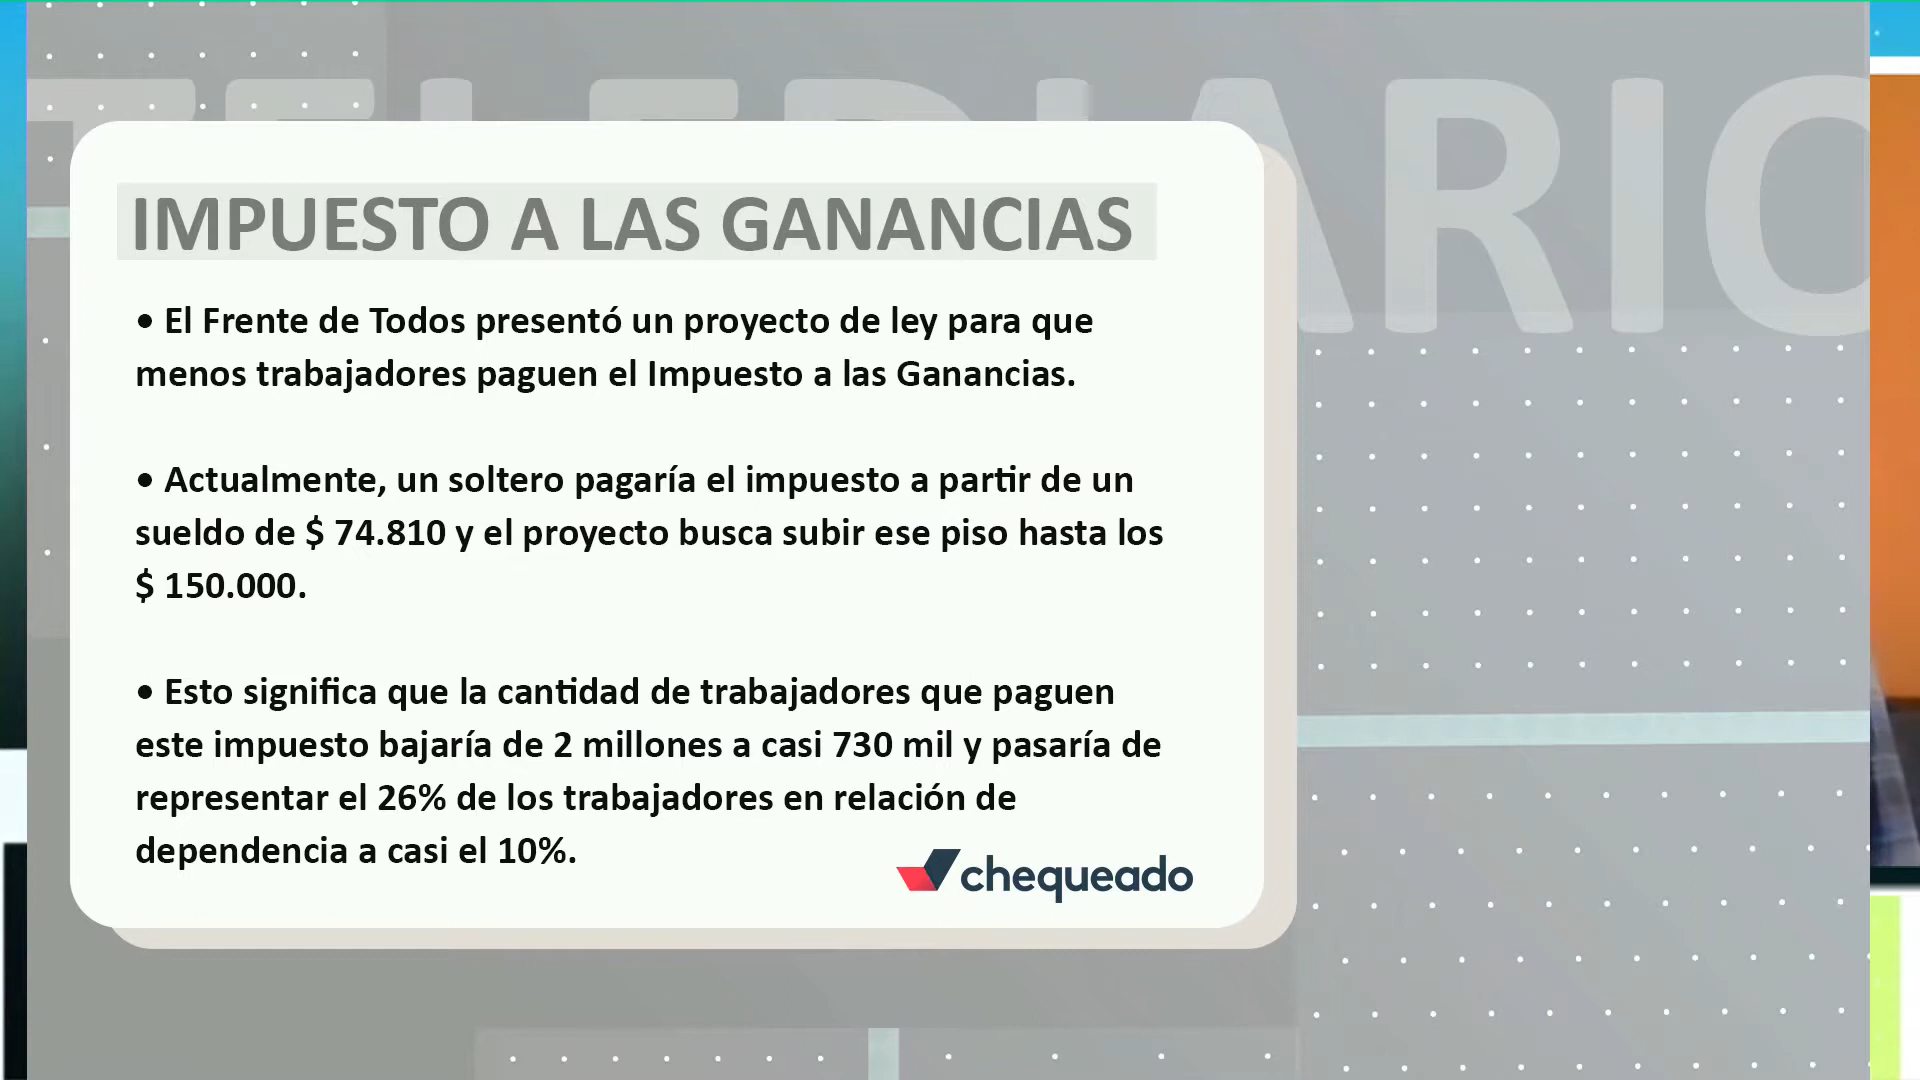 TELEDIARIO
IMPUESTO A LAS GANANCIAS
• El Frente de Todos presentó un proyecto de ley para que
menos trabajadores paguen el Impuesto a las Ganancias.
• Actualmente, un soltero pagaría el impuesto a partir de un
sueldo de $ 74.810 y el proyecto busca subir ese piso hasta los
$ 150.000.
• Esto significa que la cantidad de trabajadores que paguen
este impuesto bajaría de 2 millones a casi 730 mil y pasaría de
representar el 26% de los trabajadores en relación de
dependencia a casi el 10%.
chequeado